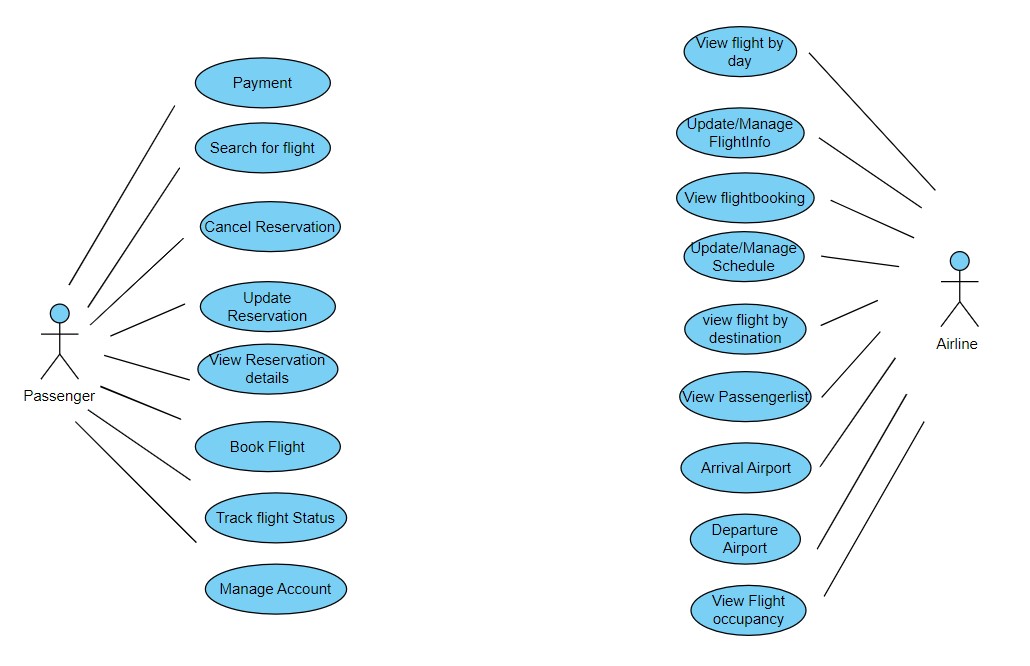 Payment
Search for flight
Cancel Reservation
Update
Reservation
View Reservation
details
Passenger
Book Flight
Track flight Status
Manage Account
View flight by
day
Update/Manage
FlightInfo
View flightbooking
Update/Manage
Schedule
view flight by
destination
Airline
View Passengerlist
Arrival Airport
Departure
Airport
View Flight
occupancy